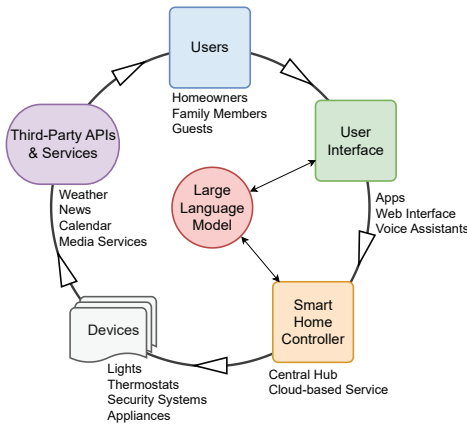 Users
Homeowners
Family Members
Guests
User
Interface
Apps
Web Interface
Voice Assistants
Large
Language
Model
Smart
Home
Controller
Central Hub
Cloud-based Service
Devices
Lights
Thermostats
Security Systems
Appliances
Third-Party APIs
& Services
Weather
News
Calendar
Media Services